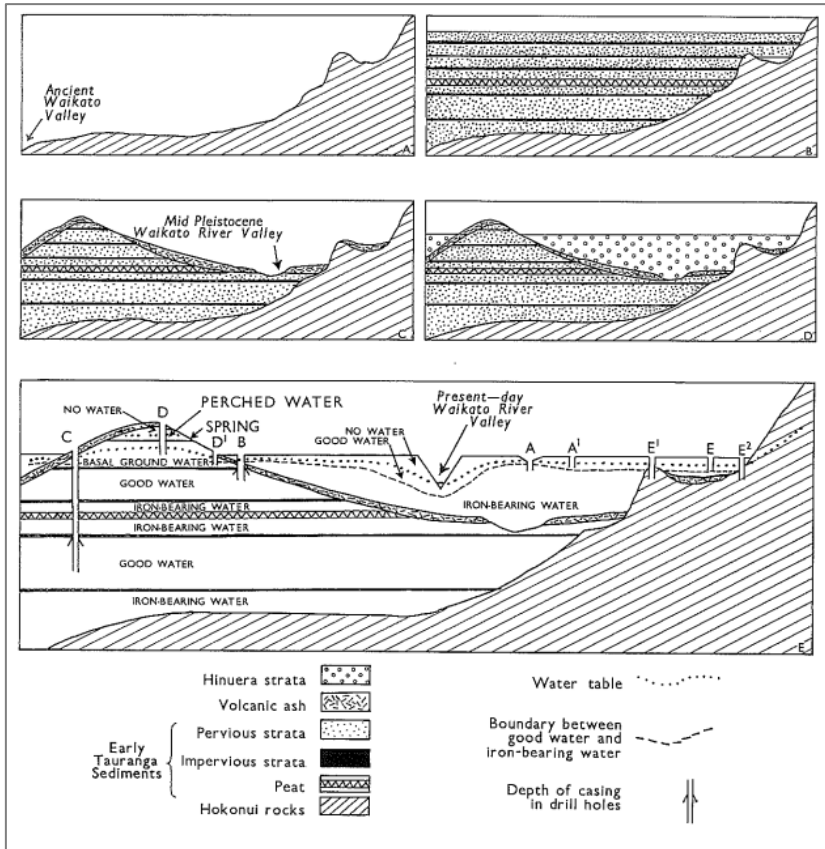 Ancient
Waikato
Valley
A
B
Mid Pleistocene
Waikato River Valley
C
D
NO WATER
D
PERCHED WATER
SPRING
C
D¹
B
BASAL GROUND WATER
GOOD WATER
IRON-BEARING WATER
IRON-BEARING WATER
GOOD WATER
IRON-BEARING WATER
Present—day
Waikato River
Valley
NO WATER
GOOD WATER
A
A¹
E¹
E
E²
IRON-BEARING WATER
E
Hinuera strata
Volcanic ash
Early
Tauranga
Sediments
Pervious strata
Impervious strata
Peat
Hokonui rocks
Water table
Boundary between
good water and
iron-bearing water
Depth of casing
in drill holes